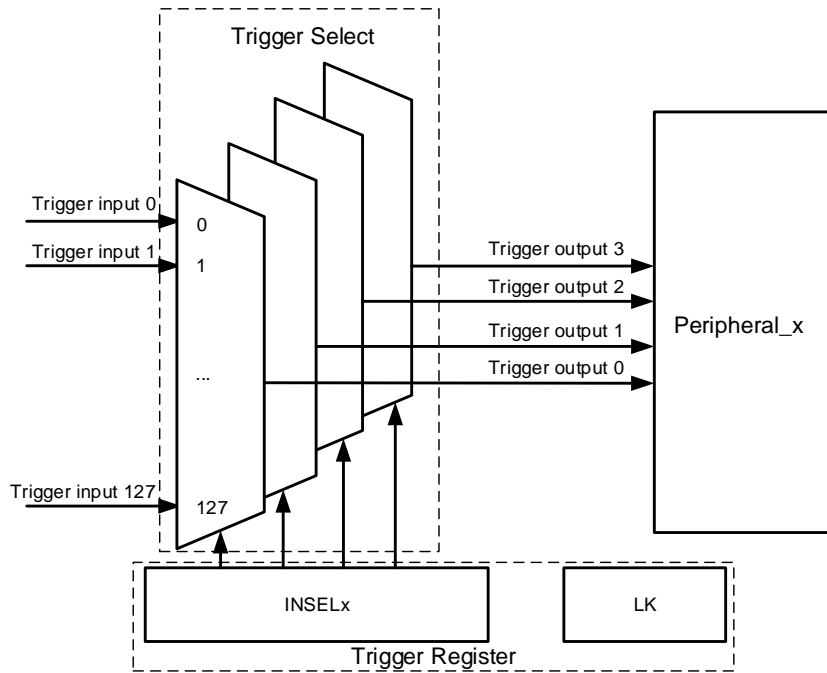 Trigger Select
Trigger input 0
0
Trigger input 1
1
Trigger output 3
Trigger output 2
Trigger output 1
Trigger output 0
Peripheral_x
...
Trigger input 127
127
INSELx
LK
Trigger Register